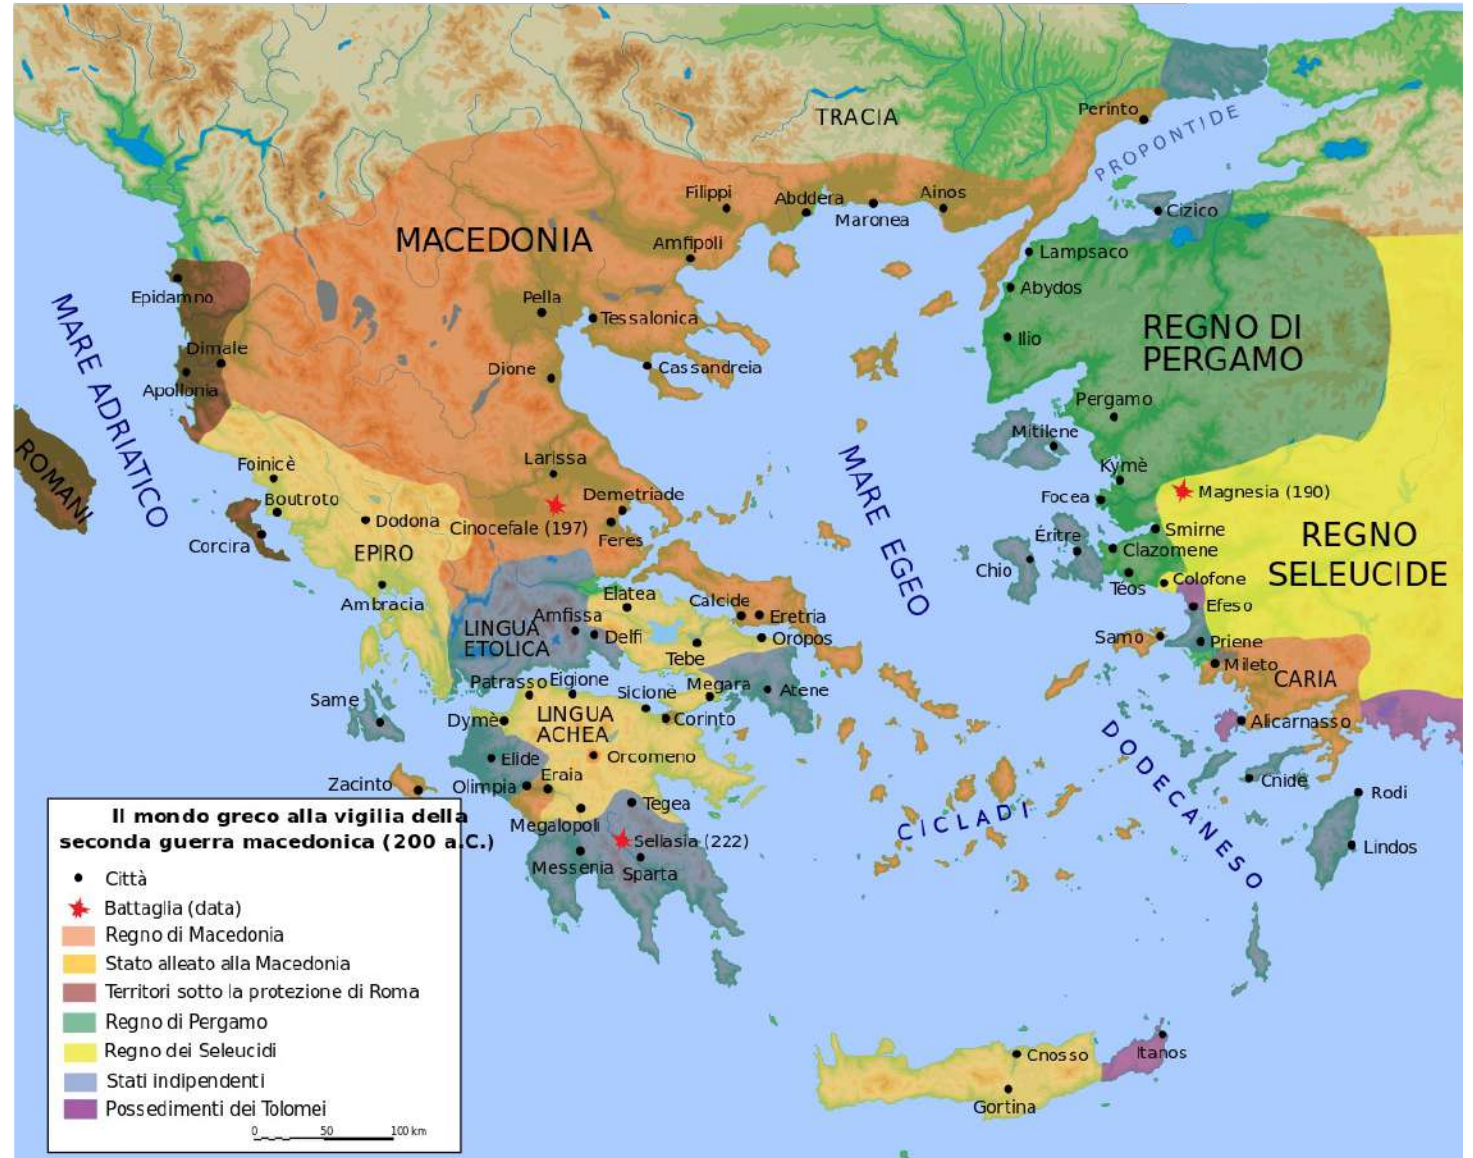 TRACIA
Perinto
PROPONTIDE
Filippi
Abddera
Ainos
Maronea
Cizico
MACEDONIA
Amfipoli
Lampsaco
Abydos
Epidamno
Pella
Tessalonica
REGNO DI
PERGAMO
Ilio
MARE ADRIATICO
Dimale
Apollonia
Dione
Cassandreia
Pergamo
Mitilene
ROMANI
Larissa
Foinicè
Kymè
MARE EGEO
Demetriade
Boutroto
Focea
Magnesia (190)
Dodona
Cinocefale (197)
Feres
Corcira
EPIRO
Smirne
Éritre
Clazomene
REGNO
SELEUCIDE
Chio
Téos
Colofone
Ambracia
Elatea
Calcide
Eretria
Efeso
Amfissa
LINGUA
ETOLICA
Delfi
Oropos
Samo
Priene
Tebe
Mileto
CARIA
Patrasso
Eigione
Sicione
Megara
Atene
Same
Dymè
LINGUA
ACHEA
Corinto
Alicarnasso
DODECANESO
Elide
Orcomeno
Zacinto
Olimpia
Eraia
Cnide
Rodi
Tegea
Megalopoli
CICLADI
Sellasia (222)
Lindos
Messenia
Sparta
Cnosso
Itanos
Gortina
Il mondo greco alla vigilia della
seconda guerra macedonica (200 a.C.)
Città
Battaglia (data)
Regno di Macedonia
Stato alleato alla Macedonia
Territori sotto la protezione di Roma
Regno di Pergamo
Regno dei Seleucidi
Stati indipendenti
Possedimenti dei Tolomei
0 50 100 km